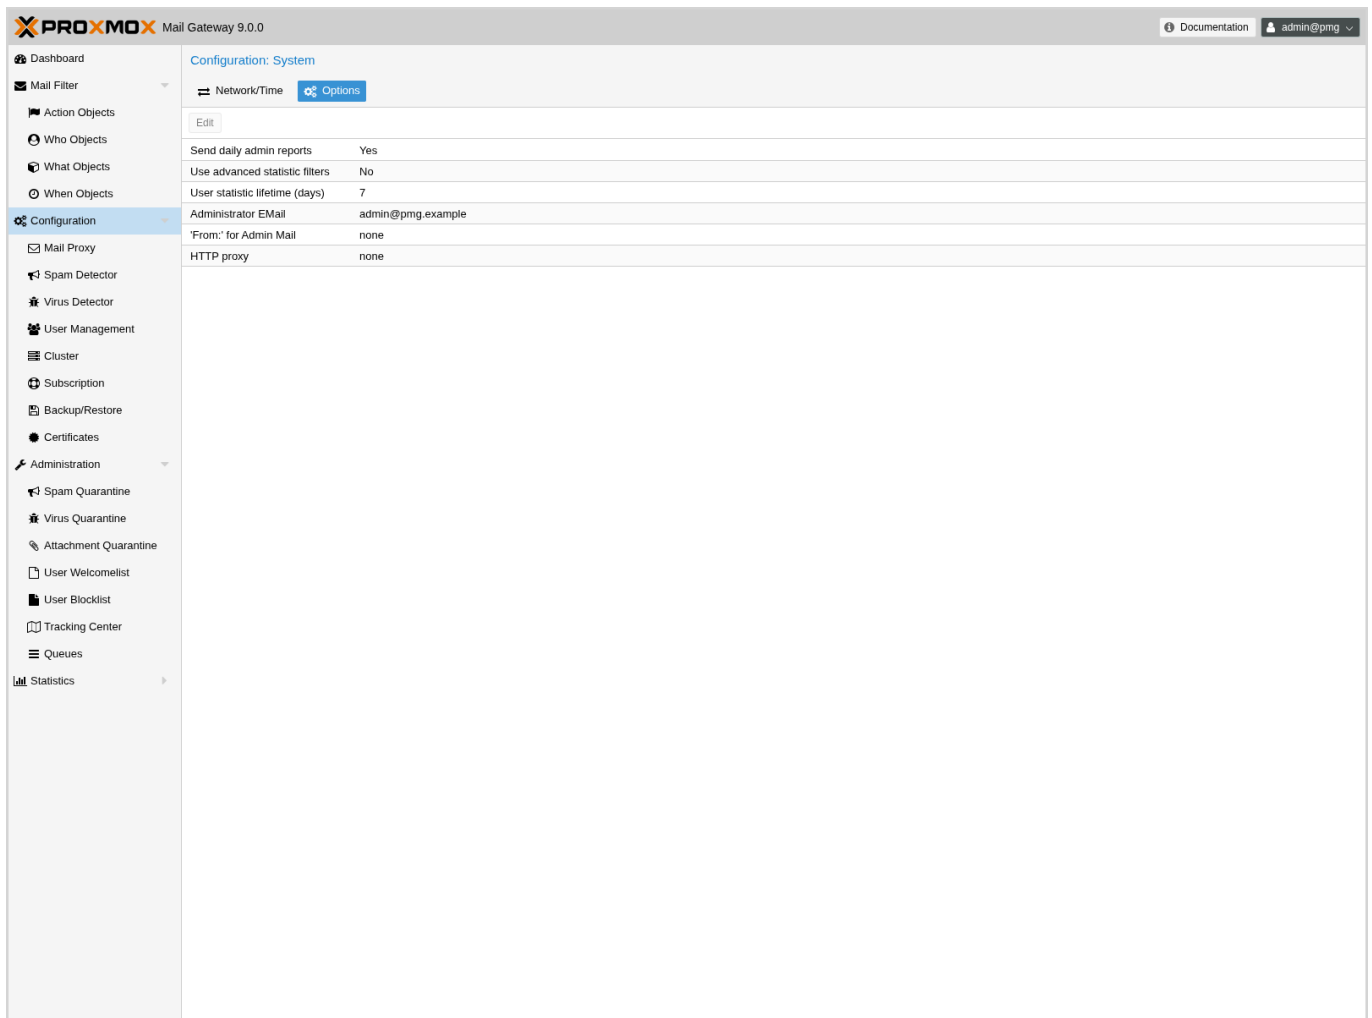 PROXMOX Mail Gateway 9.0.0
Documentation
admin@pmg
Dashboard
Mail Filter
Action Objects
Who Objects
What Objects
When Objects
Configuration
Mail Proxy
Spam Detector
Virus Detector
User Management
Cluster
Subscription
Backup/Restore
Certificates
Administration
Spam Quarantine
Virus Quarantine
Attachment Quarantine
User Welcomelist
User Blocklist
Tracking Center
Queues
Statistics
Configuration: System
Network/Time Options
Edit
Send daily admin reports Yes
Use advanced statistic filters No
User statistic lifetime (days) 7
Administrator EMail admin@pmg.example
'From:' for Admin Mail none
HTTP proxy none